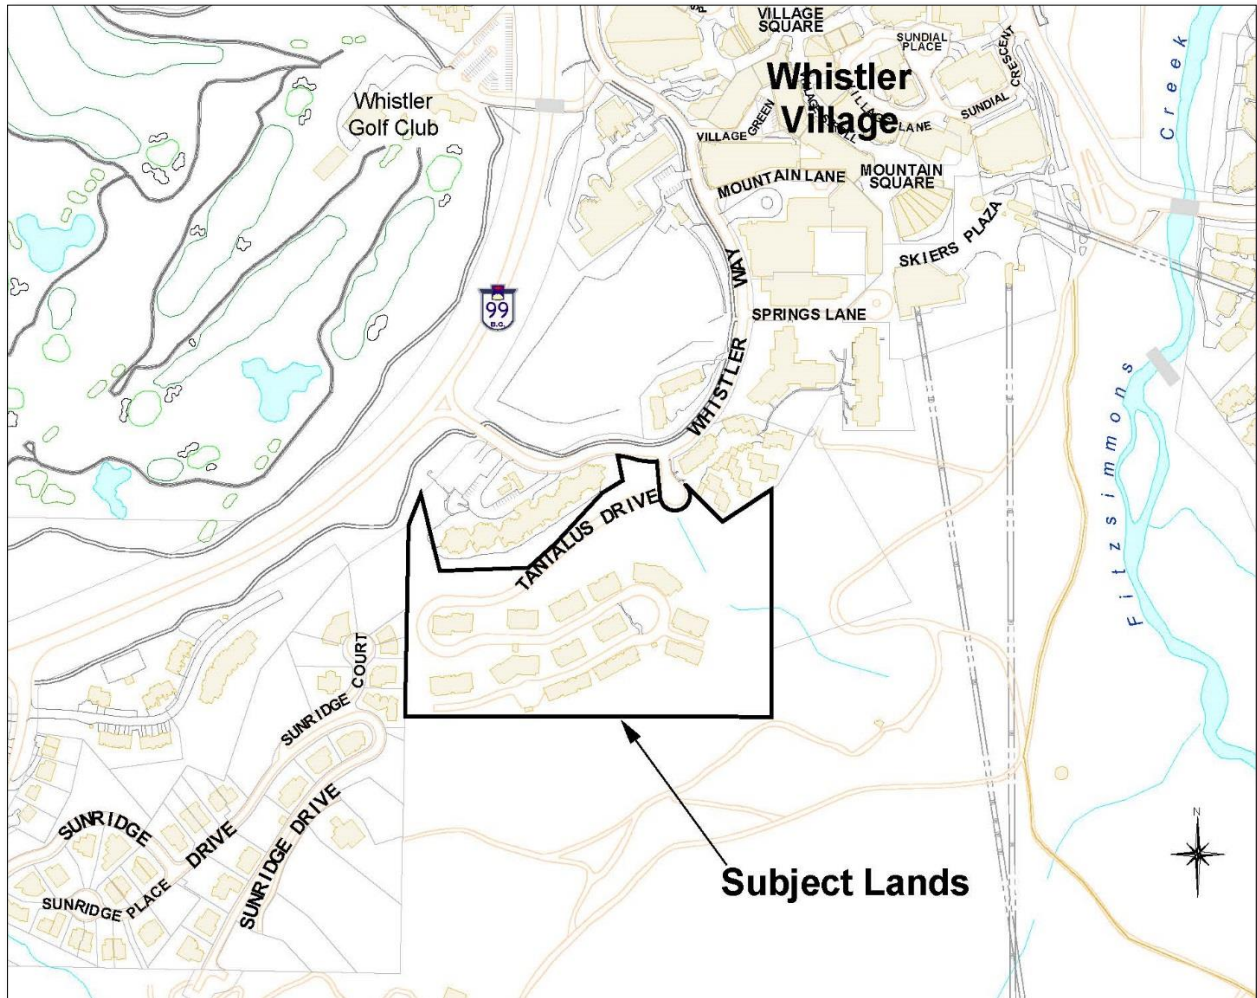 VILLAGE
SQUARE
SUNDIAL
PLACE
CRESCENT
SUNDIAL
Whistler
Village
VILLAGE LANE
VILLAGE GREEN
MOUNTAIN LANE
MOUNTAIN
SQUARE
SKIERS PLAZA
Whistler
Golf Club
99
B.C.
WHISTLER WAY
SPRINGS LANE
Fitzsimmons Creek
TANTALUS DRIVE
SUNRIDGE COURT
SUNRIDGE DRIVE
SUNRIDGE DRIVE
SUNRIDGE PLACE
Subject Lands
N